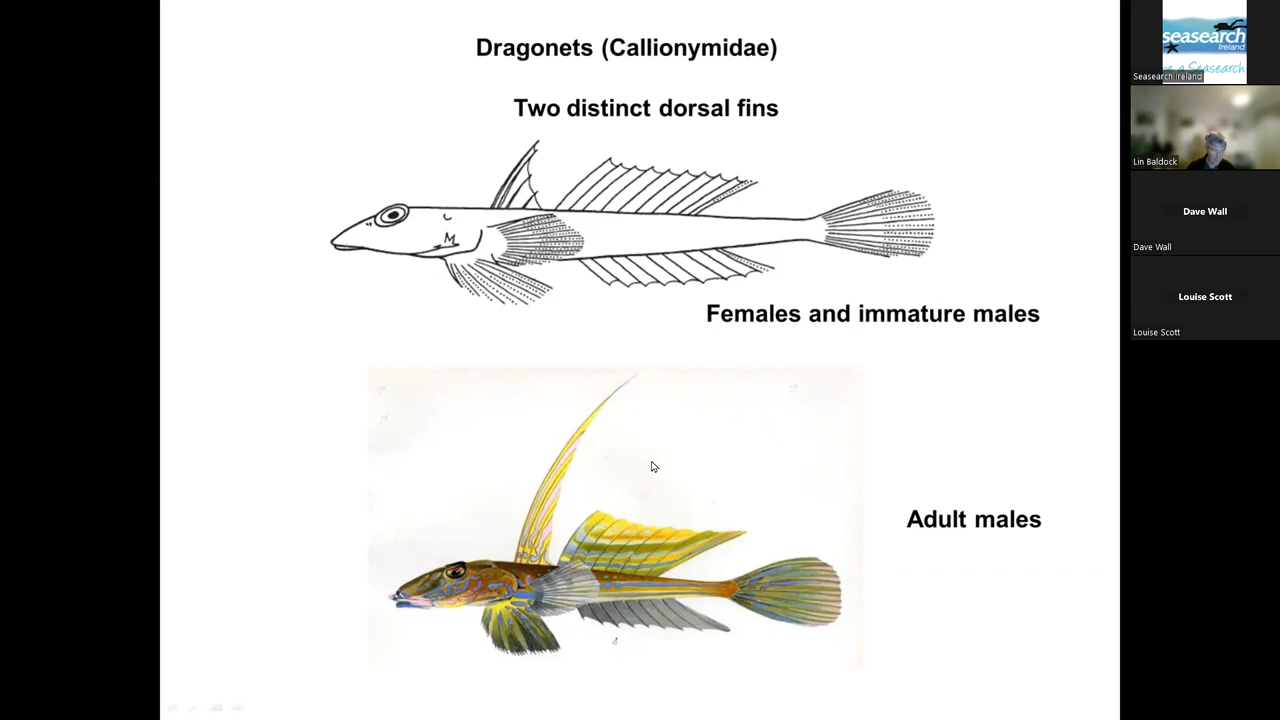 Dragonets (Callionymidae)
Two distinct dorsal fins
M
Females and immature males
Adult males
seasearch
Ireland
Seasearch Ireland
Lin Baldock
Dave Wall
Dave Wall
Louise Scott
Louise Scott